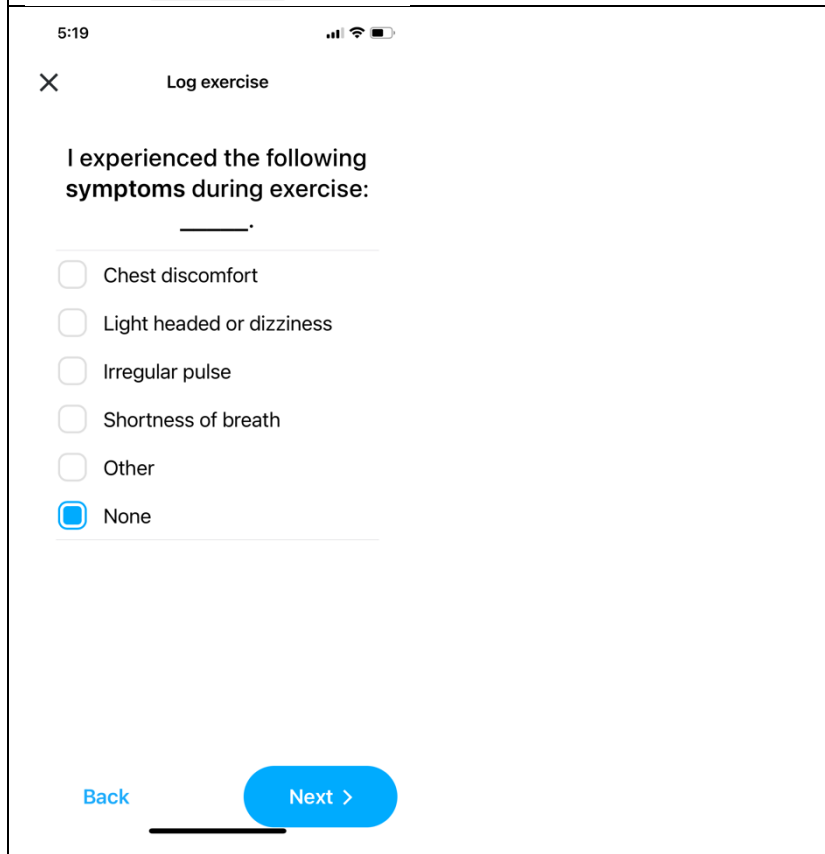 5:19
Log exercise
I experienced the following
symptoms during exercise:
______.
Chest discomfort
Light headed or dizziness
Irregular pulse
Shortness of breath
Other
None
Back
Next >